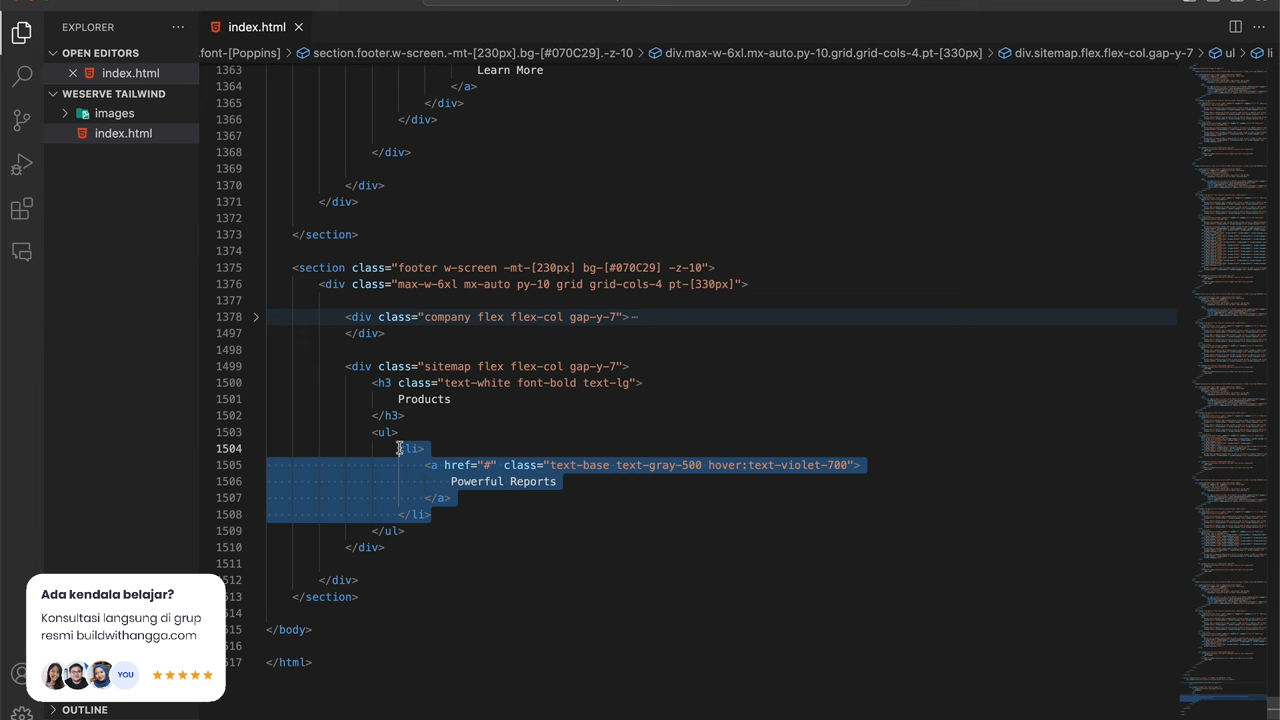 EXPLORER
index.html
OPEN EDITORS
.font-[Poppins] section.footer.w-screen.-mt-[230px].bg-[#070C29].-z-10 div.max-w-6xl.mx-auto.py-10.grid.grid-cols-4.pt-[330px] div.sitemap.flex.flex-col.gap-y-7 ul li
index.html
WESERVE TAILWIND
images
index.html
1363 Learn More
1364 </a>
1365 </div>
1366 </div>
1367
1368 </div>
1369
1370 </div>
1371 </div>
1372
1373 </section>
1374
1375 <section class="footer w-screen -mt-[230px] bg-[#070C29] -z-10">
1376 <div class="max-w-6xl mx-auto py-10 grid grid-cols-4 pt-[330px]">
1377
1378 <div class="company flex flex-col gap-y-7">
1497 </div>
1498
1499 <div class="sitemap flex flex-col gap-y-7">
1500 <h3 class="text-white font-bold text-lg">
1501 Products
1502 </h3>
1503 <ul>
1504 <li>
1505 <a href="#" class="text-base text-gray-500 hover:text-violet-700">
1506 Powerful Reports
1507 </a>
1508 </li>
1509 </ul>
1510 </div>
1511
1512 </div>
</section>
</body>
</html>
Ada kendala belajar?
Konsultasi langsung di grup
resmi buildwithangga.com
YOU
OUTLINE